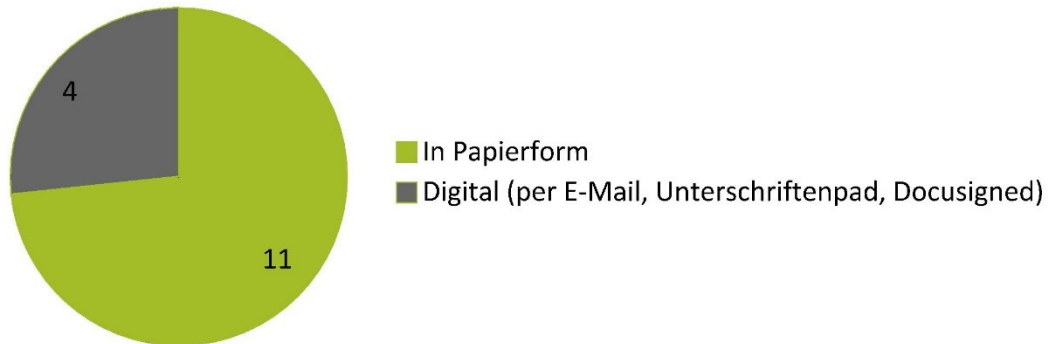 4
In Papierform
Digital (per E-Mail, Unterschriftenpad, Docusigned)
11